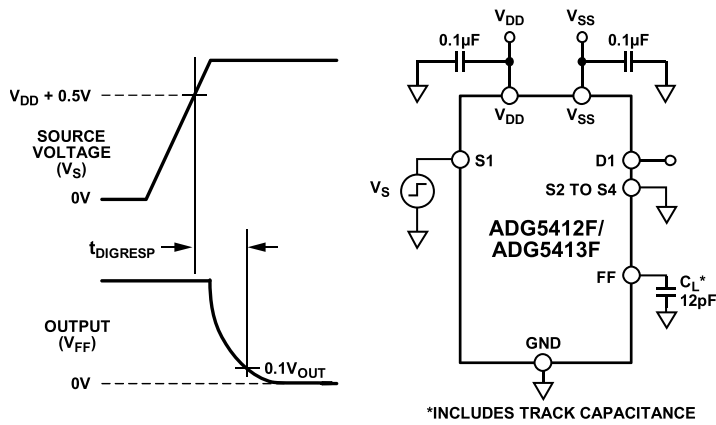 V_DD + 0.5V
SOURCE
VOLTAGE
(V_S)
0V
t_DIGRESP
OUTPUT
(V_FF)
0.1V_OUT
0V
V_DD
V_SS
0.1µF
0.1µF
V_DD
V_SS
S1
D1
V_S
S2 TO S4
ADG5412F/
ADG5413F
FF
C_L*
12pF
GND
*INCLUDES TRACK CAPACITANCE